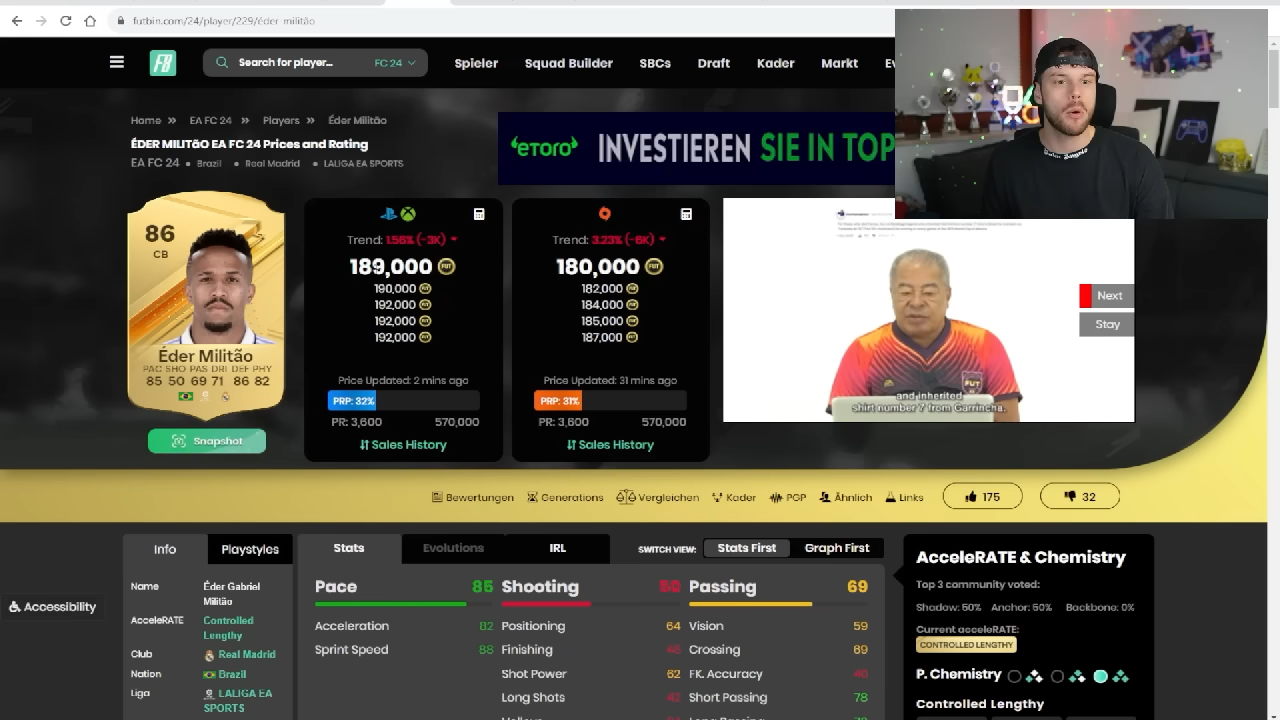 futbin.com/24/player/229/éder-militão
FB
Search for player...
FC 24
Spieler
Squad Builder
SBCs
Draft
Kader
Markt
Home » EA FC 24 » Players » Éder Militão
ÉDER MILITÃO EA FC 24 Prices and Rating
EA FC 24 • Brazil • Real Madrid • LALIGA EA SPORTS
eToro INVESTIEREN SIE IN TOP
CB
Éder Militão
PAC SHO PAS DRI DEF PHY
85 50 69 71 86 82
Snapshot
Trend: 1.56% (-3K)
189,000
190,000
192,000
192,000
192,000
Price Updated: 2 mins ago
PRP: 32%
PR: 3,600 570,000
Sales History
Trend: 3.23% (-6K)
180,000
182,000
184,000
185,000
187,000
Price Updated: 31 mins ago
PRP: 31%
PR: 3,600 570,000
Sales History
FUT
and inherited
shirt number 7 from Garrincha.
Next
Stay
Bewertungen
Generations
Vergleichen
Kader
PGP
Ähnlich
Links
175
32
Info
Playstyles
Name Éder Gabriel
Militão
AcceleRATE Controlled
Lengthy
Club Real Madrid
Nation Brazil
Liga LALIGA EA
SPORTS
Accessibility
Stats
Evolutions
IRL
SWITCH VIEW:
Stats First
Graph First
Pace 85
Acceleration 82
Sprint Speed 88
Shooting 50
Positioning 64
Finishing
Shot Power 62
Long Shots 42
Passing 69
Vision 59
Crossing 89
FK. Accuracy
Short Passing 78
AcceleRATE & Chemistry
Top 3 community voted:
Shadow: 50% Anchor: 50% Backbone: 0%
Current acceleRATE:
CONTROLLED LENGTHY
P. Chemistry
Controlled Lengthy